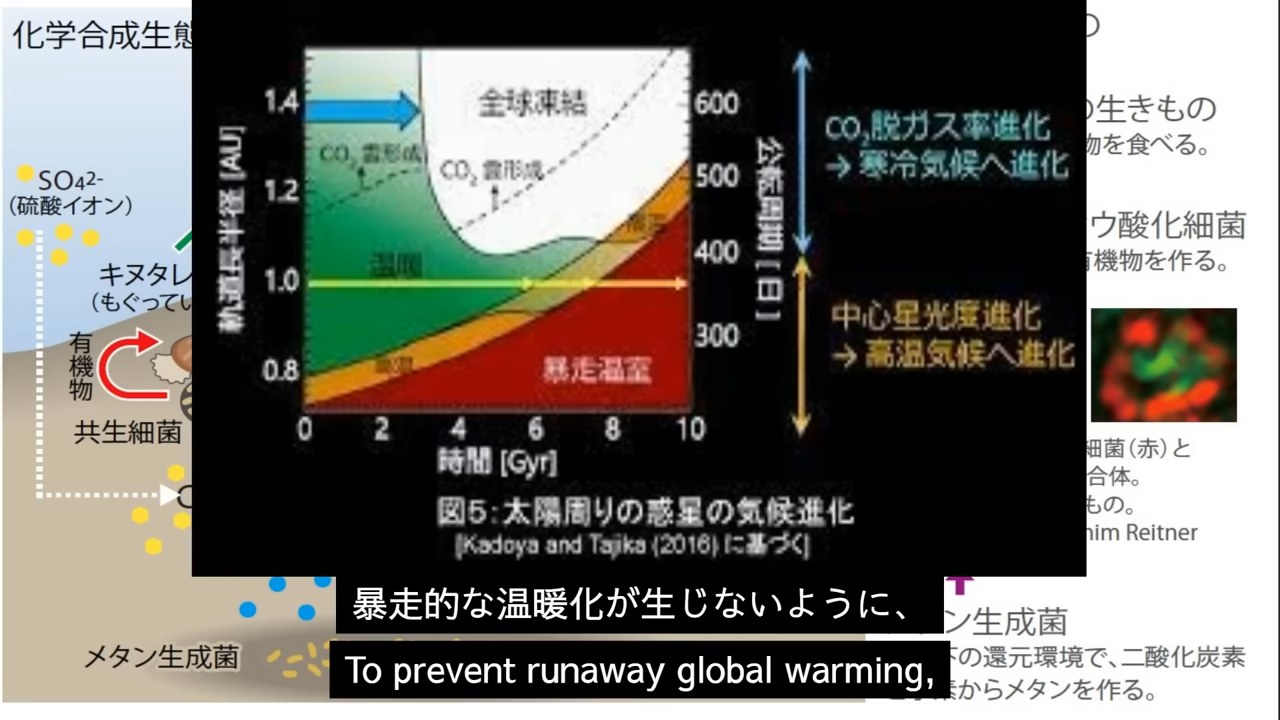 化学合成生態
SO₄²⁻
(硫酸イオン)
キヌタレ
(もぐってい
有機物
共生細菌
メタン生成菌
軌道長半径 [AU]
1.4
1.2
1.0
0.8
全球凍結
CO₂ 雲形成
CO₂ 雲形成
温暖
高温
高温
暴走温室
600
500
400
300
公転周期 [日]
0 2 4 6 8 10
時間 [Gyr]
CO₂脱ガス率進化
→ 寒冷気候へ進化
中心星光度進化
→ 高温気候へ進化
図5:太陽周りの惑星の気候進化
[Kadoya and Tajika (2016) に基づく]
の生きもの
物を食べる。
ウ酸化細菌
有機物を作る。
細菌(赤)と
合体。
もの。
him Reitner
ン生成菌
下の還元環境で、二酸化炭素
素からメタンを作る。
暴走的な温暖化が生じないように、
To prevent runaway global warming,